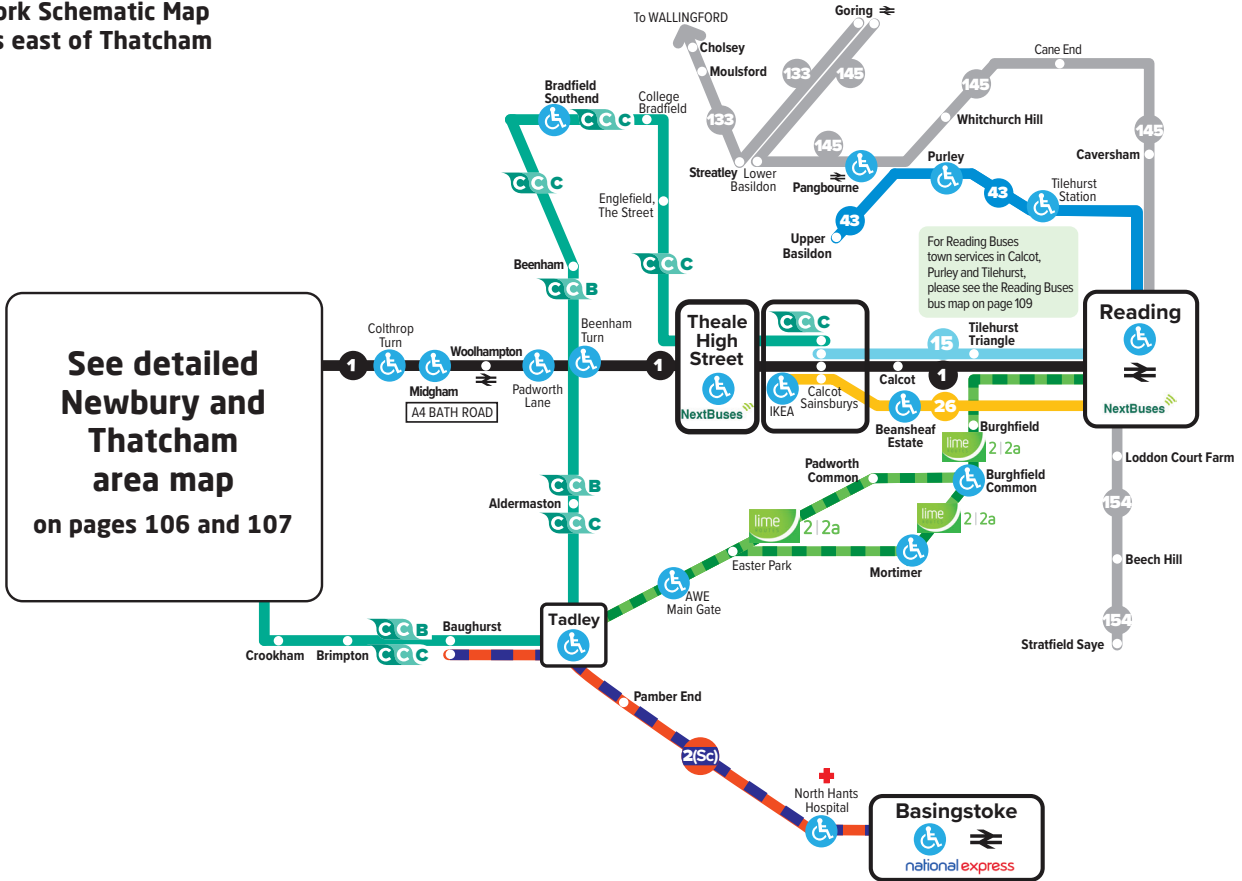 ork Schematic Map
s east of Thatcham
To WALLINGFORD
Goring
Cholsey
Moulsford
133
133
145
Cane End
145
Whitchurch Hill
145
145
Caversham
Streatley
Lower
Basildon
Pangbourne
Purley
43
43
Tilehurst
Station
Upper
Basildon
Bradfield
Southend
College
Bradfield
C C C
C C C
Englefield,
The Street
C C C
Beenham
C C B
For Reading Buses
town services in Calcot,
Purley and Tilehurst,
please see the Reading Buses
bus map on page 109
See detailed
Newbury and
Thatcham
area map
on pages 106 and 107
1
Colthrop
Turn
Midgham
Woolhampton
A4 BATH ROAD
Padworth
Lane
Beenham
Turn
1
Theale
High
Street
NextBuses
C C C
IKEA
Calcot
Sainsburys
15
Tilehurst
Triangle
Calcot
1
Beansheaf
Estate
26
Reading
NextBuses
Burghfield
lime 2|2a
Padworth
Common
Burghfield
Common
lime 2|2a
lime 2|2a
Easter Park
Mortimer
AWE
Main Gate
C C B
Aldermaston
C C C
Loddon Court Farm
154
Beech Hill
154
Stratfield Saye
Tadley
Crookham
Brimpton
C C B
C C C
Baughurst
Pamber End
2(Sc)
North Hants
Hospital
Basingstoke
national express